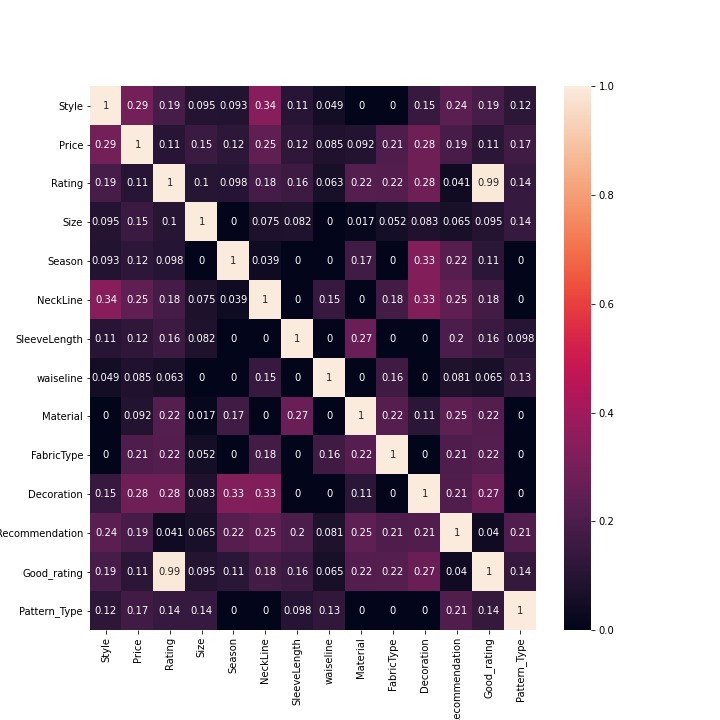 Style 1 0.29 0.19 0.095 0.093 0.34 0.11 0.049 0 0 0.15 0.24 0.19 0.12
Price 0.29 1 0.11 0.15 0.12 0.25 0.12 0.085 0.092 0.21 0.28 0.19 0.11 0.17
Rating 0.19 0.11 1 0.1 0.098 0.18 0.16 0.063 0.22 0.22 0.28 0.041 0.99 0.14
Size 0.095 0.15 0.1 1 0 0.075 0.082 0 0.017 0.052 0.083 0.065 0.095 0.14
Season 0.093 0.12 0.098 0 1 0.039 0 0 0.17 0 0.33 0.22 0.11 0
NeckLine 0.34 0.25 0.18 0.075 0.039 1 0 0.15 0 0.18 0.33 0.25 0.18 0
SleeveLength 0.11 0.12 0.16 0.082 0 0 1 0 0.27 0 0 0.2 0.16 0.098
waiseline 0.049 0.085 0.063 0 0 0.15 0 1 0 0.16 0 0.081 0.065 0.13
Material 0 0.092 0.22 0.017 0.17 0 0.27 0 1 0.22 0.11 0.25 0.22 0
FabricType 0 0.21 0.22 0.052 0 0.18 0 0.16 0.22 1 0 0.21 0.22 0
Decoration 0.15 0.28 0.28 0.083 0.33 0.33 0 0 0.11 0 1 0.21 0.27 0
Recommendation 0.24 0.19 0.041 0.065 0.22 0.25 0.2 0.081 0.25 0.21 0.21 1 0.04 0.21
Good_rating 0.19 0.11 0.99 0.095 0.11 0.18 0.16 0.065 0.22 0.22 0.27 0.04 1 0.14
Pattern_Type 0.12 0.17 0.14 0.14 0 0 0.098 0.13 0 0 0 0.21 0.14 1
Style
Price
Rating
Size
Season
NeckLine
SleeveLength
waiseline
Material
FabricType
Decoration
ecommendation
Good_rating
Pattern_Type
1.0
0.8
0.6
0.4
0.2
0.0